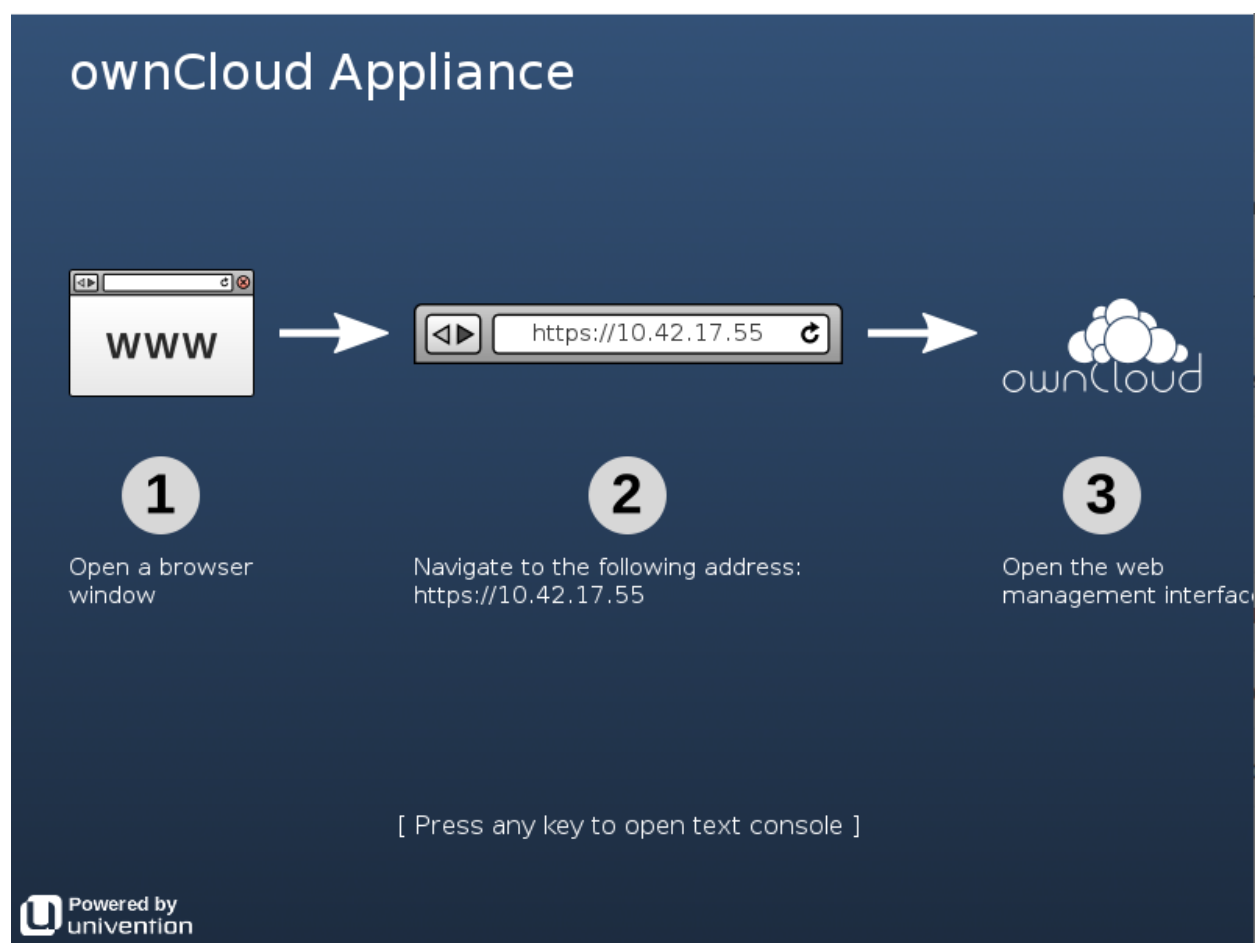 ownCloud Appliance
www
https://10.42.17.55
ownCloud
1
2
3
Open a browser
window
Navigate to the following address:
https://10.42.17.55
Open the web
management interfac
[ Press any key to open text console ]
Powered by
univention